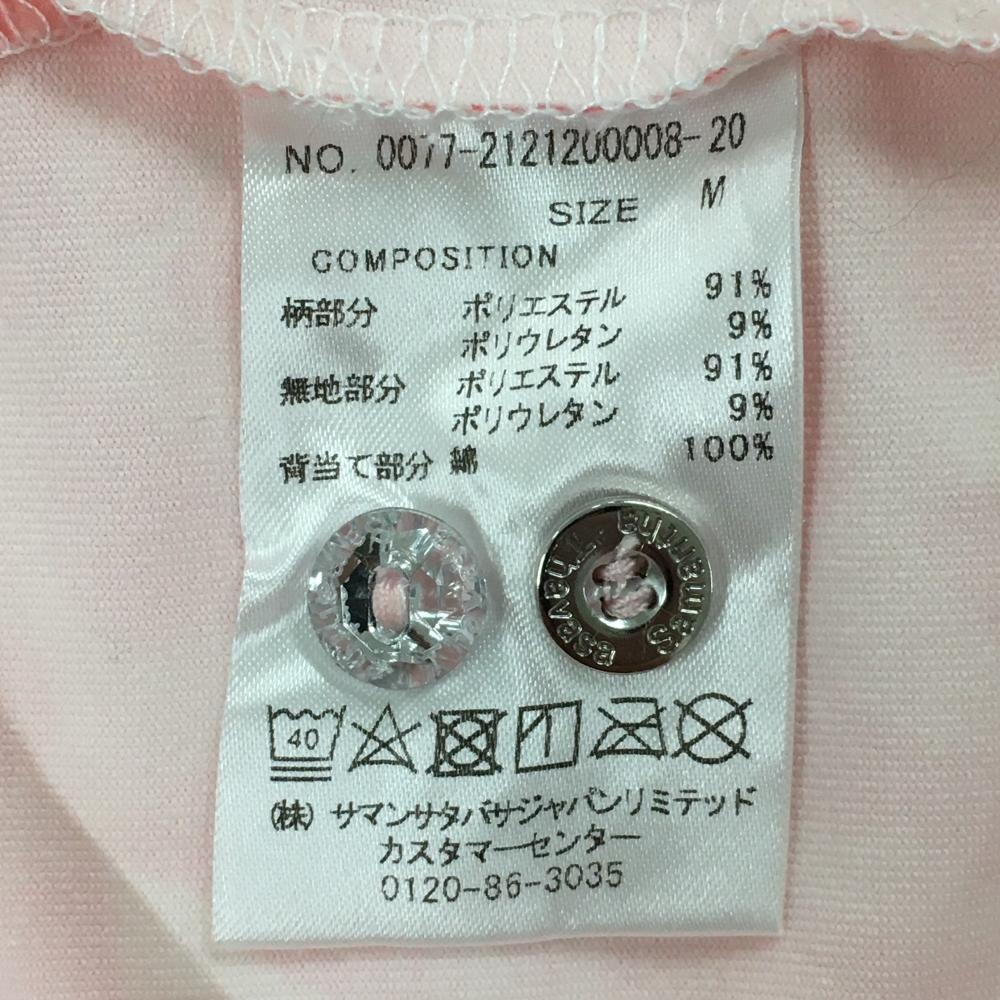 NO. 0077-2121200008-20
SIZE M
COMPOSITION
柄部分 ポリエステル 91%
ポリウレタン 9%
無地部分 ポリエステル 91%
ポリウレタン 9%
背当て部分 綿 100%
Samantha Thavasa
40
(株) サマンサタバサジャパンリミテッド
カスタマーセンター
0120-86-3035